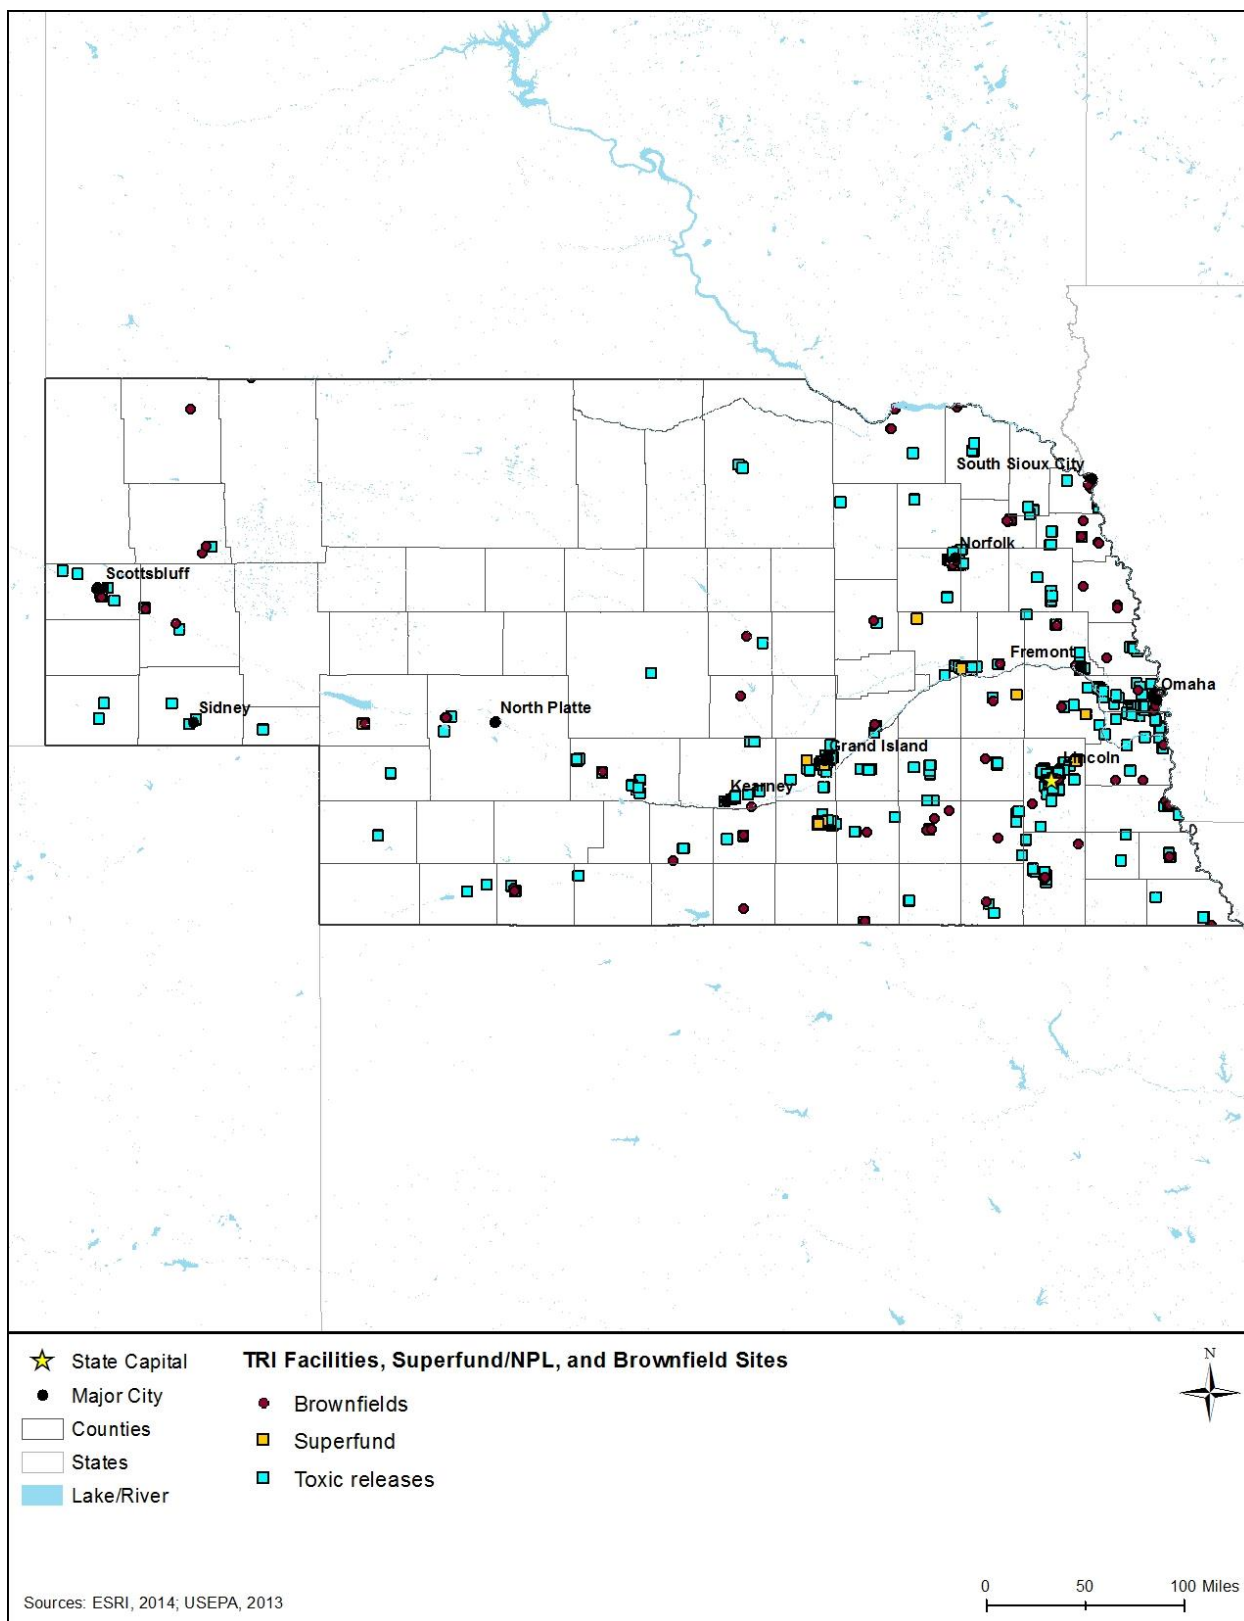 South Sioux City
Norfolk
Scottsbluff
Fremont
Omaha
Sidney
North Platte
Grand Island
Lincoln
Kearney
State Capital
Major City
Counties
States
Lake/River
TRI Facilities, Superfund/NPL, and Brownfield Sites
Brownfields
Superfund
Toxic releases
N
0 50 100 Miles
Sources: ESRI, 2014; USEPA, 2013